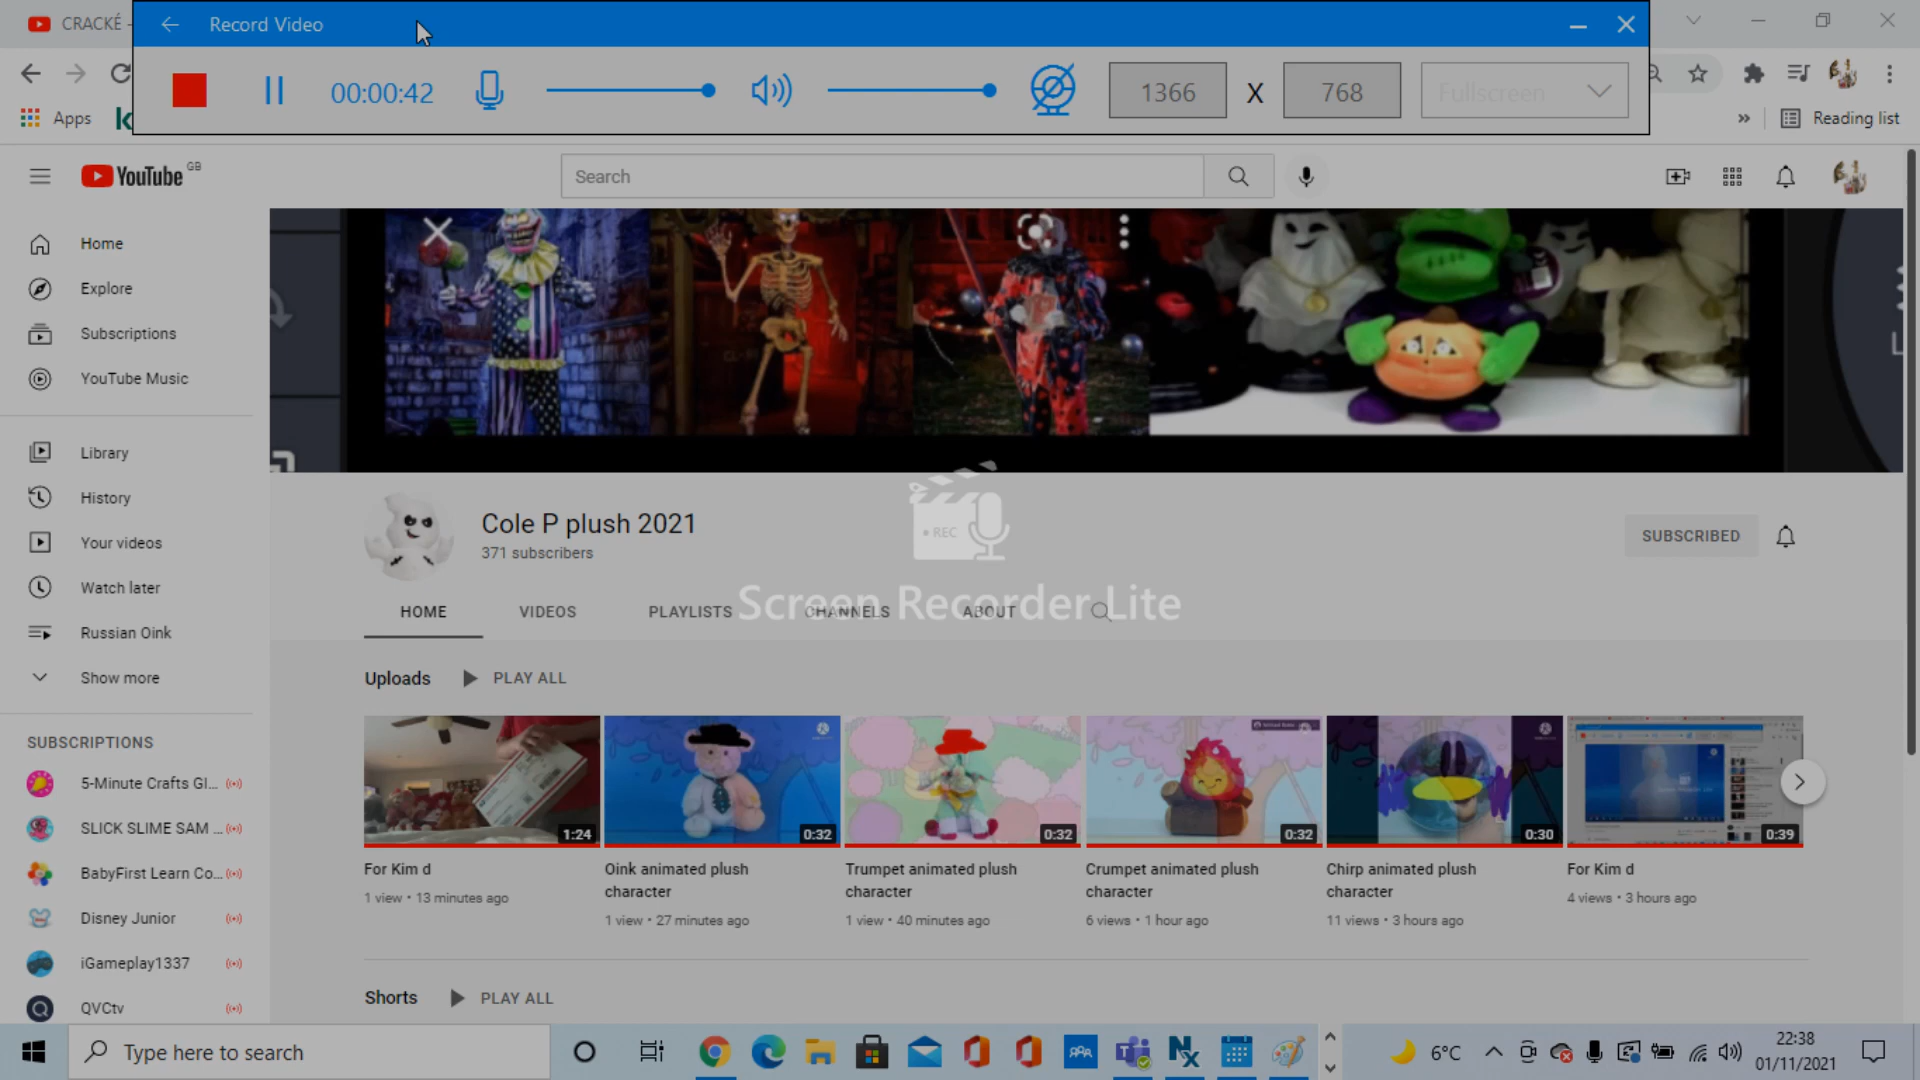 CRACKÉ -
Record Video
00:00:42
1366 X 768 Fullscreen
Apps
Reading list
YouTube GB
Search
Home
Explore
Subscriptions
YouTube Music
Library
History
Your videos
Watch later
Russian Oink
Show more
SUBSCRIPTIONS
5-Minute Crafts GI...
SLICK SLIME SAM ...
BabyFirst Learn Co...
Disney Junior
iGameplay1337
QVCtv
Cole P plush 2021
371 subscribers
SUBSCRIBED
• REC
Screen Recorder Lite
HOME VIDEOS PLAYLISTS CHANNELS ABOUT
Uploads PLAY ALL
1:24 0:32 0:32 0:32 0:30 0:39
For Kim d
1 view • 13 minutes ago
Oink animated plush
character
1 view • 27 minutes ago
Trumpet animated plush
character
1 view • 40 minutes ago
Crumpet animated plush
character
6 views • 1 hour ago
Chirp animated plush
character
11 views • 3 hours ago
For Kim d
4 views • 3 hours ago
Shorts PLAY ALL
Type here to search
6°C
22:38
01/11/2021